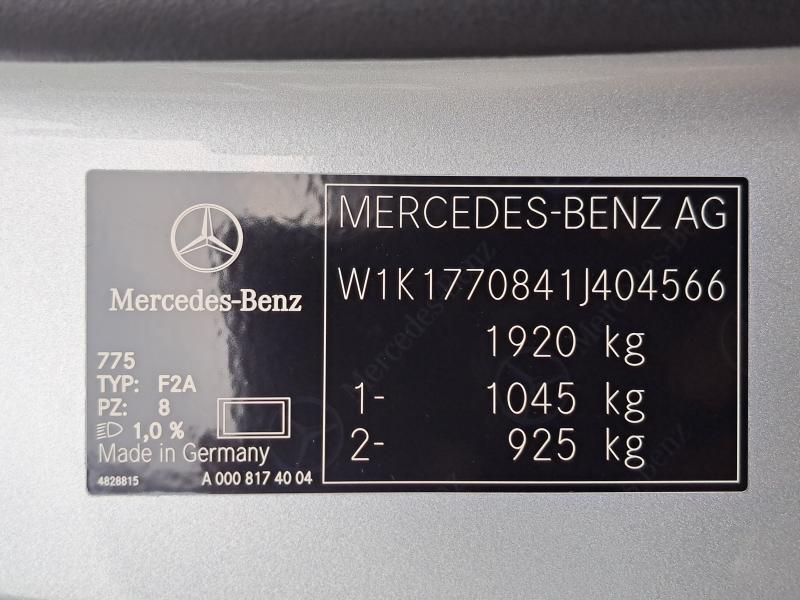 Mercedes-Benz
775
TYP: F2A
PZ: 8
1,0 %
Made in Germany
4828815 A 000 817 40 04
MERCEDES-BENZ AG
W1K1770841J404566
1920 kg
1- 1045 kg
2- 925 kg